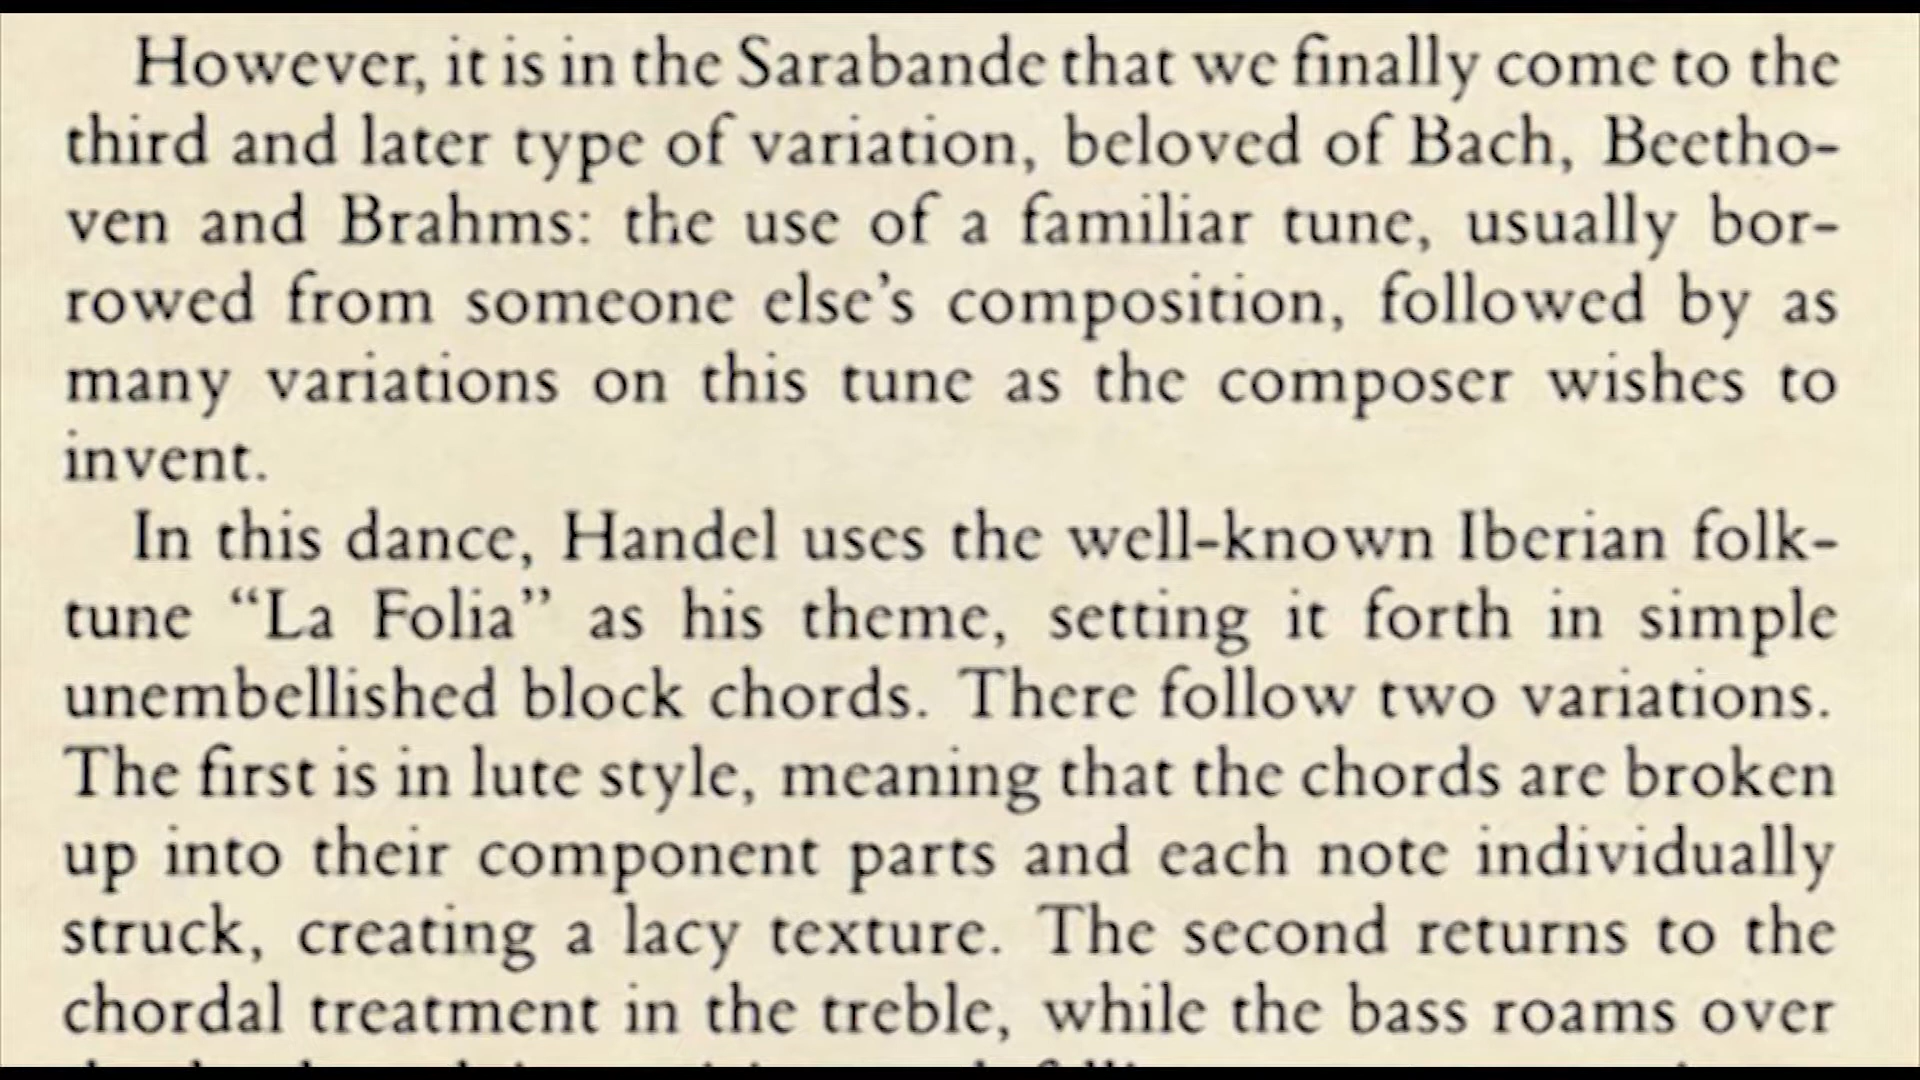 However, it is in the Sarabande that we finally come to the
third and later type of variation, beloved of Bach, Beetho-
ven and Brahms: the use of a familiar tune, usually bor-
rowed from someone else’s composition, followed by as
many variations on this tune as the composer wishes to
invent.
In this dance, Handel uses the well-known Iberian folk-
tune “La Folia” as his theme, setting it forth in simple
unembellished block chords. There follow two variations.
The first is in lute style, meaning that the chords are broken
up into their component parts and each note individually
struck, creating a lacy texture. The second returns to the
chordal treatment in the treble, while the bass roams over